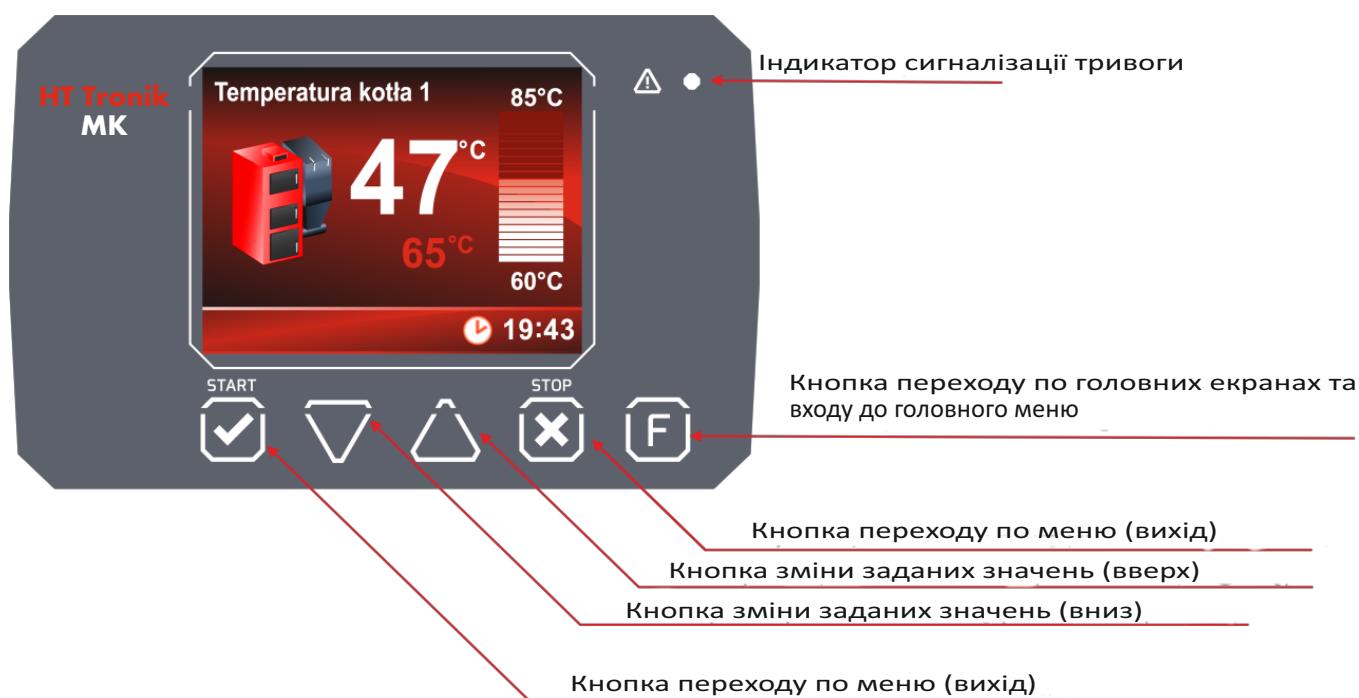 Індикатор сигналізації тривоги
HT Tronik
MK
Temperatura kotła 1
85°C
47°C
65°C
60°C
19:43
START
STOP
F
Кнопка переходу по головних екранах та
входу до головного меню
Кнопка переходу по меню (вихід)
Кнопка зміни заданих значень (вверх)
Кнопка зміни заданих значень (вниз)
Кнопка переходу по меню (вихід)